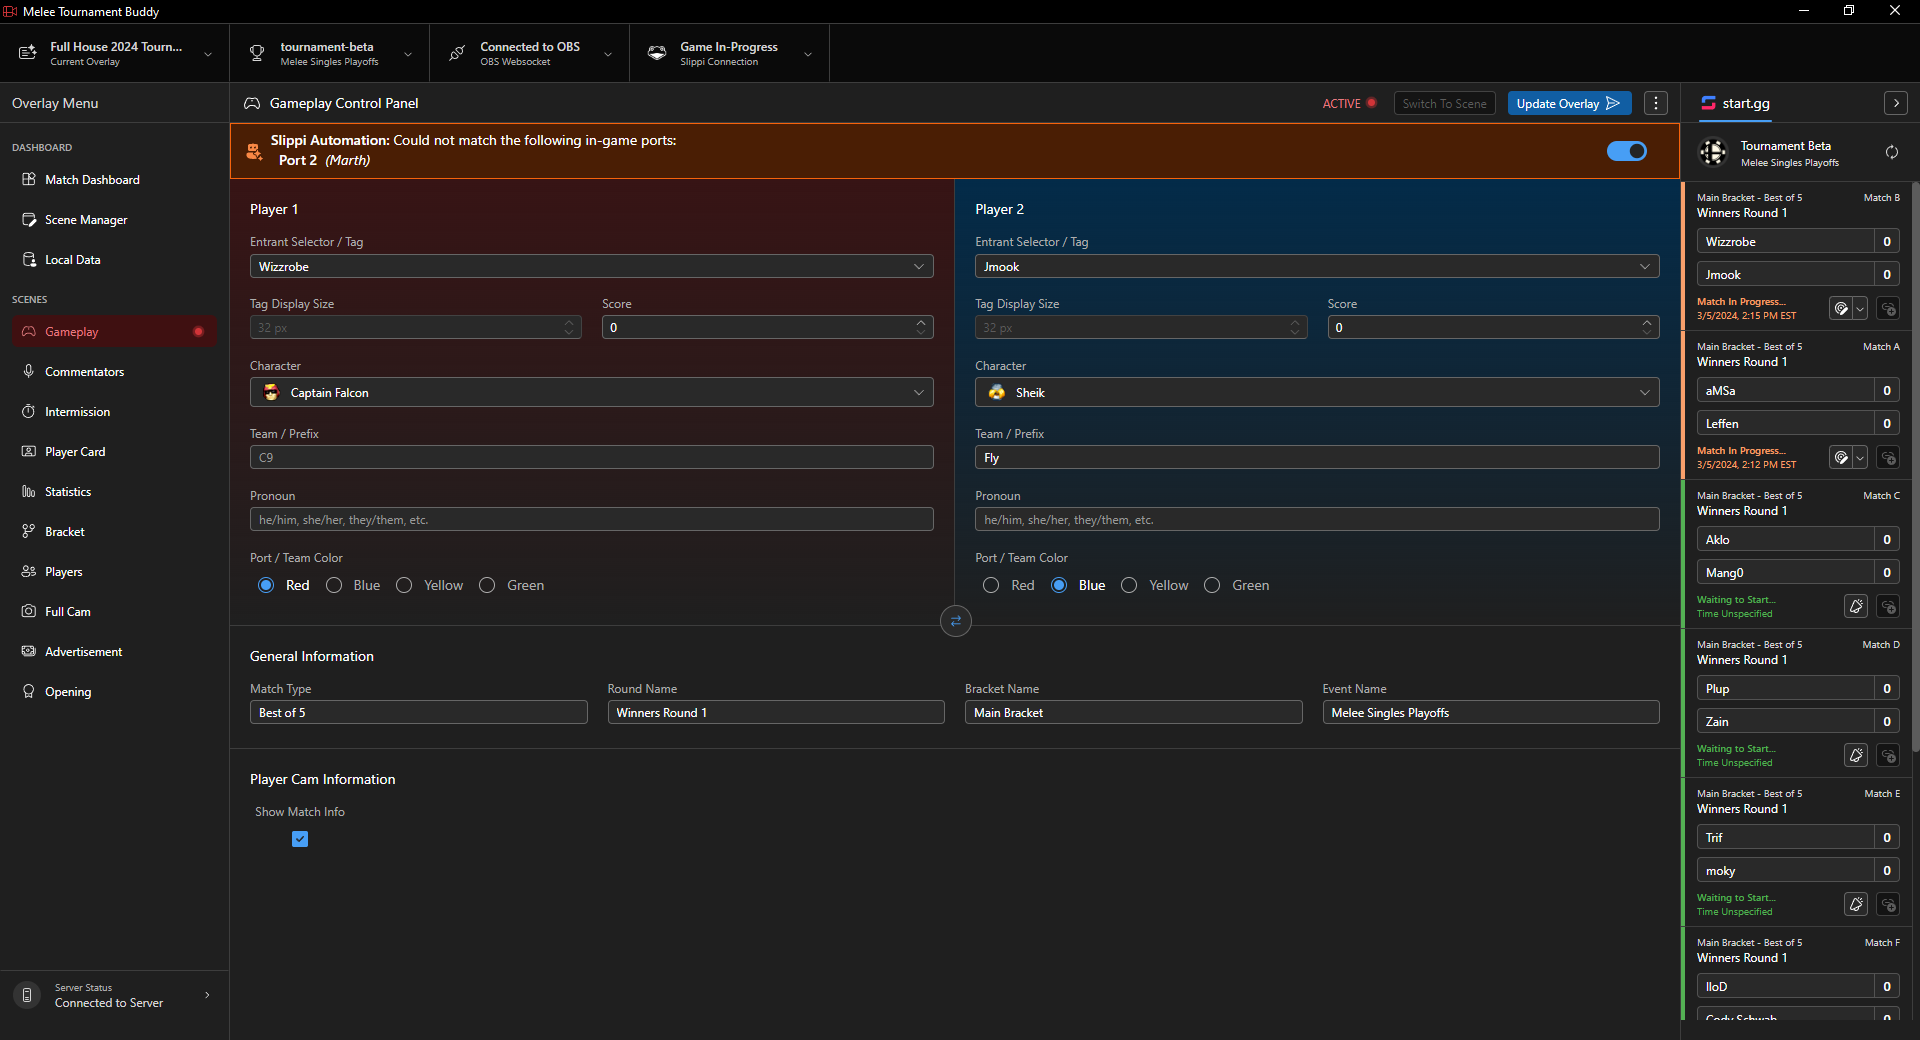 Melee Tournament Buddy
Full House 2024 Tourn...
Current Overlay
tournament-beta
Melee Singles Playoffs
Connected to OBS
OBS Websocket
Game In-Progress
Slippi Connection
Overlay Menu
DASHBOARD
Match Dashboard
Scene Manager
Local Data
SCENES
Gameplay
Commentators
Intermission
Player Card
Statistics
Bracket
Players
Full Cam
Advertisement
Opening
Server Status
Connected to Server
Gameplay Control Panel
ACTIVE
Switch To Scene
Update Overlay
Slippi Automation: Could not match the following in-game ports:
Port 2 (Marth)
Player 1
Entrant Selector / Tag
Wizzrobe
Tag Display Size
Score
32 px
0
Character
Captain Falcon
Team / Prefix
C9
Pronoun
he/him, she/her, they/them, etc.
Port / Team Color
Red Blue Yellow Green
Player 2
Entrant Selector / Tag
Jmook
Tag Display Size
Score
32 px
0
Character
Sheik
Team / Prefix
Fly
Pronoun
he/him, she/her, they/them, etc.
Port / Team Color
Red Blue Yellow Green
General Information
Match Type
Best of 5
Round Name
Winners Round 1
Bracket Name
Main Bracket
Event Name
Melee Singles Playoffs
Player Cam Information
Show Match Info
start.gg
Tournament Beta
Melee Singles Playoffs
Main Bracket - Best of 5 Match B
Winners Round 1
Wizzrobe 0
Jmook 0
Match In Progress...
3/5/2024, 2:15 PM EST
Main Bracket - Best of 5 Match A
Winners Round 1
aMSa 0
Leffen 0
Match In Progress...
3/5/2024, 2:12 PM EST
Main Bracket - Best of 5 Match C
Winners Round 1
Aklo 0
Mang0 0
Waiting to Start...
Time Unspecified
Main Bracket - Best of 5 Match D
Winners Round 1
Plup 0
Zain 0
Waiting to Start...
Time Unspecified
Main Bracket - Best of 5 Match E
Winners Round 1
Trif 0
moky 0
Waiting to Start...
Time Unspecified
Main Bracket - Best of 5 Match F
Winners Round 1
lloD 0
Cody Schwab 0